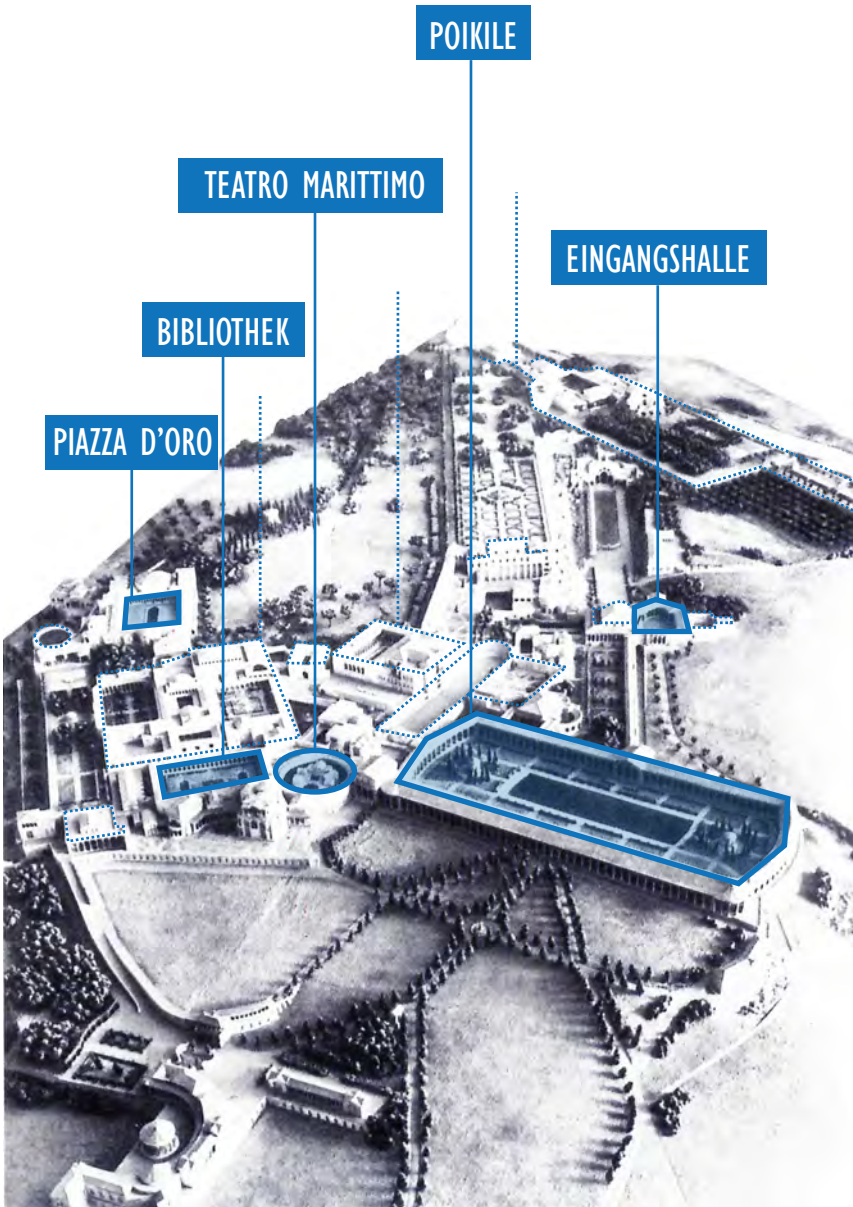 POIKILE
TEATRO MARITTIMO
EINGANGSHALLE
BIBLIOTHEK
PIAZZA D'ORO